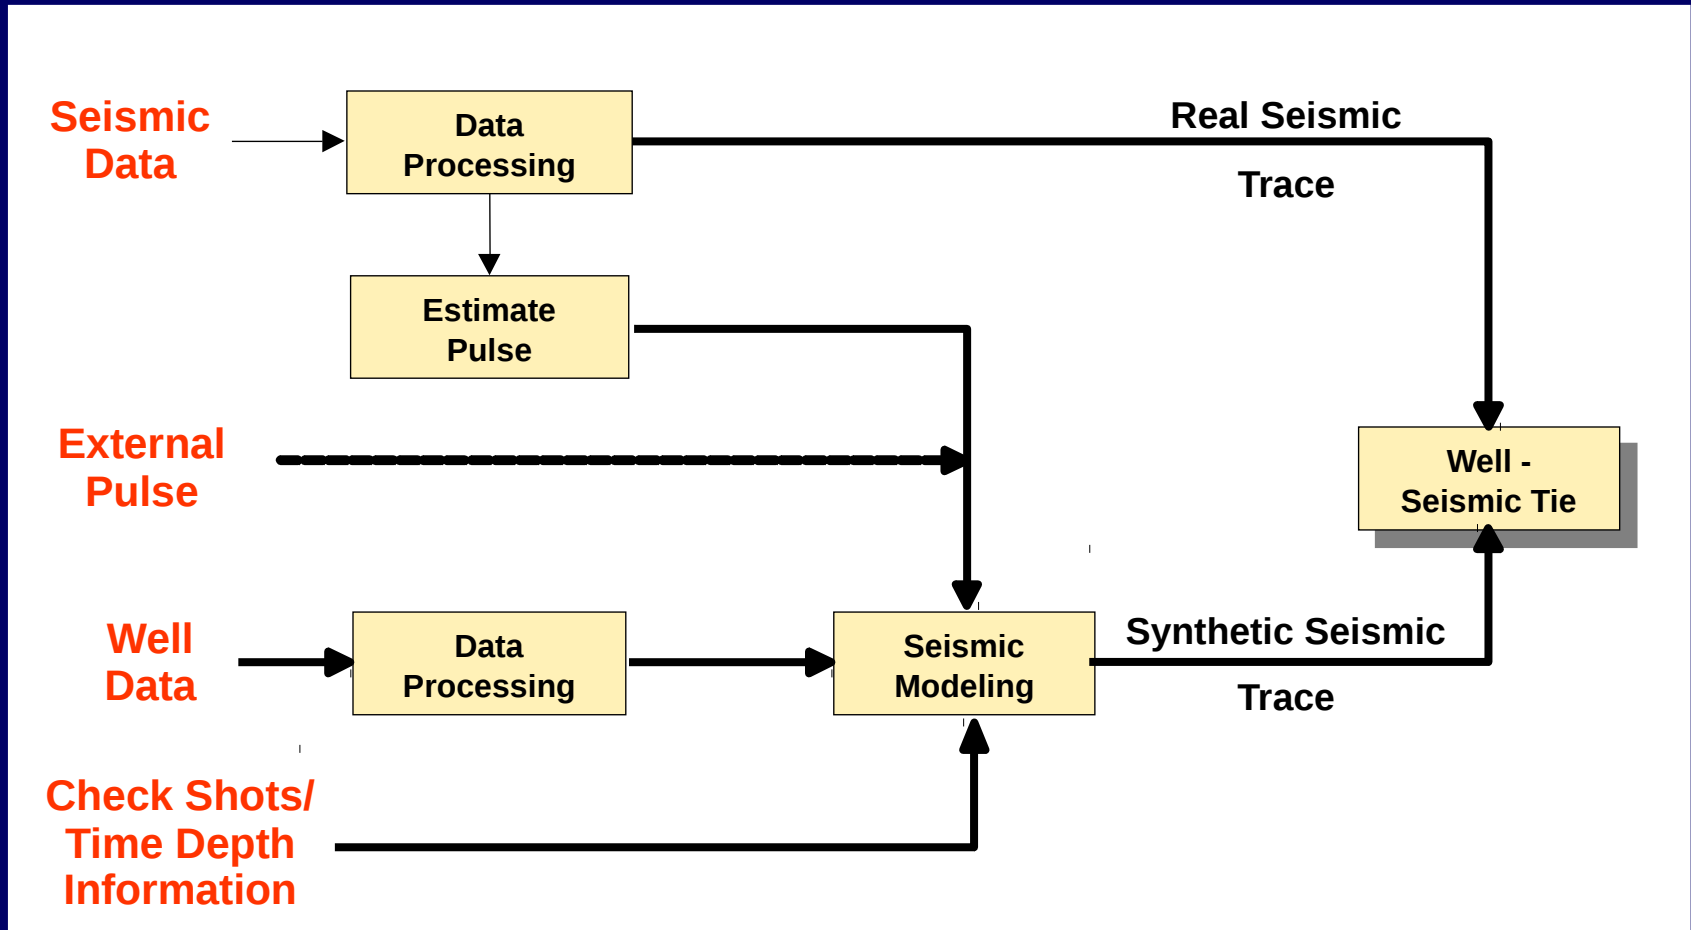 Seismic
Data
Data
Processing
Real Seismic
Trace
Estimate
Pulse
External
Pulse
Well -
Seismic Tie
Well
Data
Data
Processing
Seismic
Modeling
Synthetic Seismic
Trace
Check Shots/
Time Depth
Information